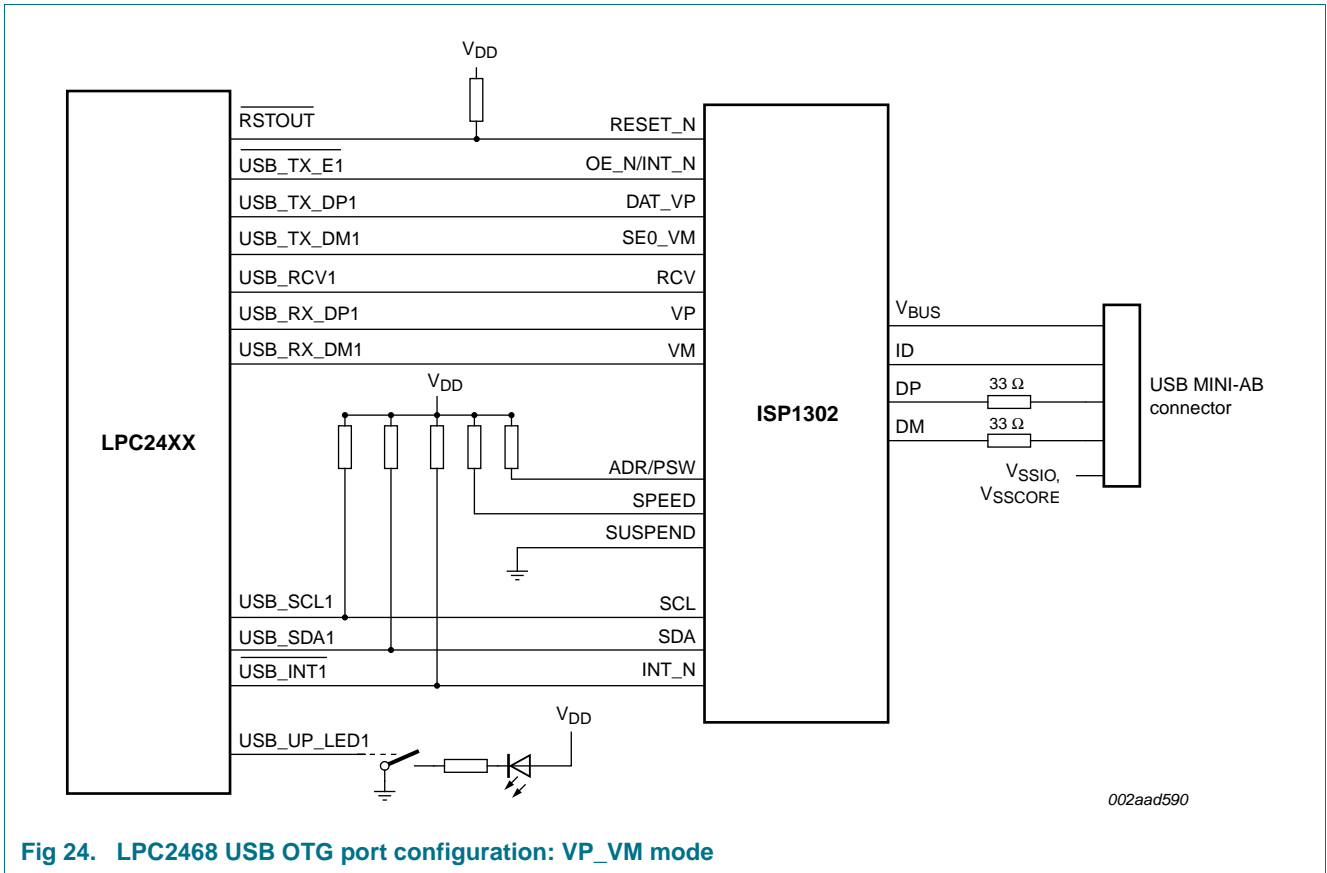 VDD
RSTOUT
RESET_N
USB_TX_E1
OE_N/INT_N
USB_TX_DP1
DAT_VP
USB_TX_DM1
SE0_VM
USB_RCV1
RCV
USB_RX_DP1
VP
USB_RX_DM1
VM
VBUS
ID
DP
33 Ω
DM
33 Ω
USB MINI-AB
connector
VSSIO,
VSSCORE
LPC24XX
ISP1302
VDD
ADR/PSW
SPEED
SUSPEND
USB_SCL1
SCL
USB_SDA1
SDA
USB_INT1
INT_N
USB_UP_LED1
VDD
002aad590
Fig 24. LPC2468 USB OTG port configuration: VP_VM mode